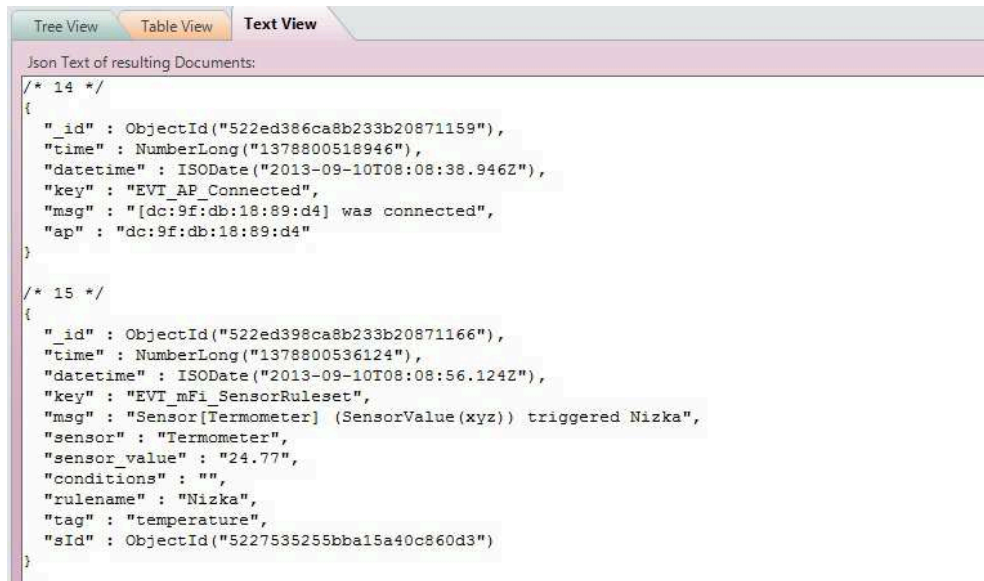 Tree View Table View Text View
Json Text of resulting Documents:
/* 14 */
{
  "_id" : ObjectId("522ed386ca8b233b20871159"),
  "time" : NumberLong("1378800518946"),
  "datetime" : ISODate("2013-09-10T08:08:38.946Z"),
  "key" : "EVT_AP_Connected",
  "msg" : "[dc:9f:db:18:89:d4] was connected",
  "ap" : "dc:9f:db:18:89:d4"
}
/* 15 */
{
  "_id" : ObjectId("522ed398ca8b233b20871166"),
  "time" : NumberLong("1378800536124"),
  "datetime" : ISODate("2013-09-10T08:08:56.124Z"),
  "key" : "EVT_mFi_SensorRuleset",
  "msg" : "Sensor[Termometer] (SensorValue(xyz)) triggered Nizka",
  "sensor" : "Termometer",
  "sensor_value" : "24.77",
  "conditions" : "",
  "rulename" : "Nizka",
  "tag" : "temperature",
  "sId" : ObjectId("5227535255bba15a40c860d3")
}